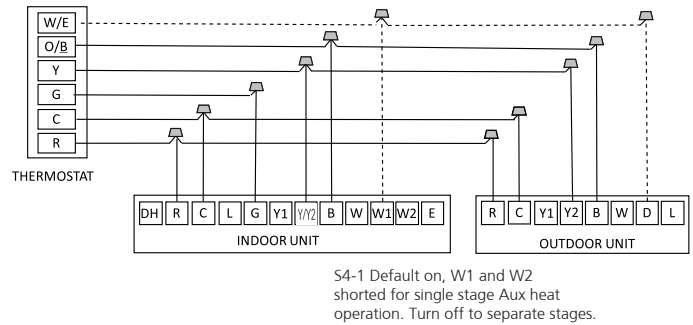 W/E
O/B
Y
G
C
R
THERMOSTAT
DH R C L G Y1 Y/Y2 B W W1 W2 E
INDOOR UNIT
R C Y1 Y2 B W D L
OUTDOOR UNIT
S4-1 Default on, W1 and W2
shorted for single stage Aux heat
operation. Turn off to separate stages.